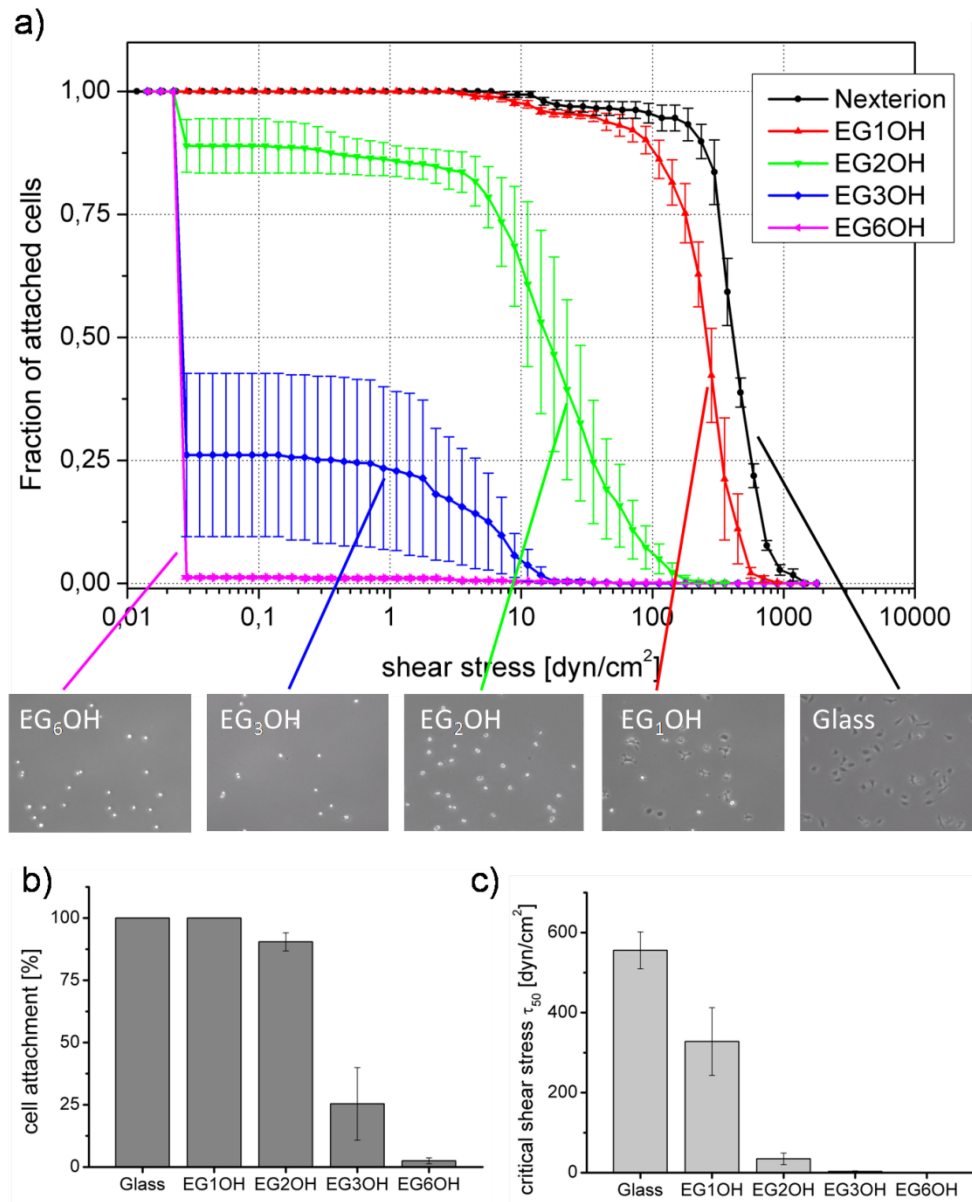 a)
1,00
0,75
0,50
0,25
0,00
Fraction of attached cells
Nexterion
EG1OH
EG2OH
EG3OH
EG6OH
0,01 0,1 1 10 100 1000 10000
shear stress [dyn/cm²]
EG₆OH EG₃OH EG₂OH EG₁OH Glass
b)
100
75
50
25
0
cell attachment [%]
Glass EG1OH EG2OH EG3OH EG6OH
c)
600
400
200
0
critical shear stress τ₅₀ [dyn/cm²]
Glass EG1OH EG2OH EG3OH EG6OH